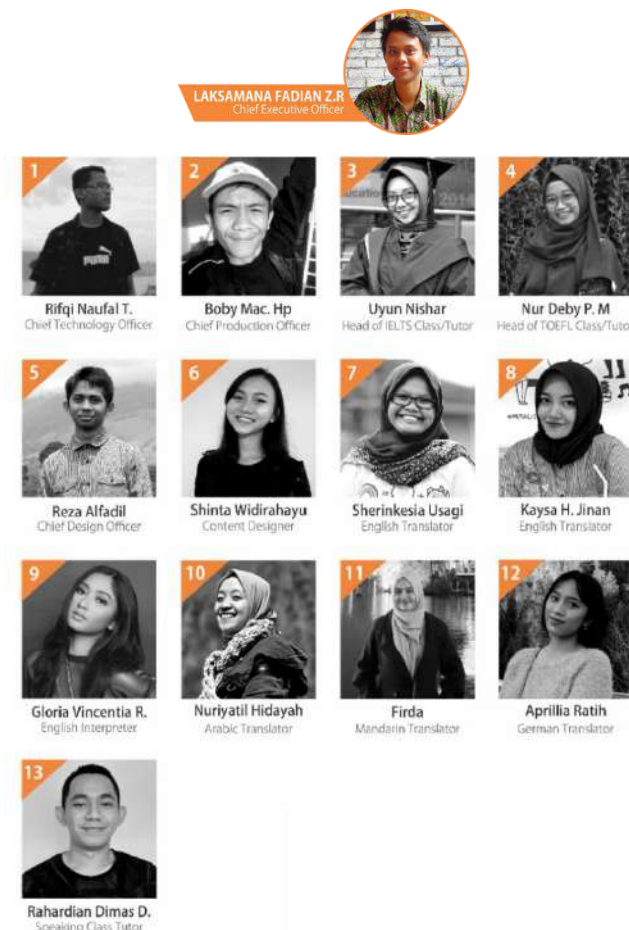 LAKSAMANA FADIAN Z.R
Chief Executive Officer
1
2
3
4
Rifqi Naufal T.
Boby Mac. Hp
Uyun Nishar
Nur Deby P. M
Chief Technology Officer
Chief Production Officer
Head of IELTS Class/Tutor
Head of TOEFL Class/Tuto
5
6
7
8
Reza Alfadil
Shinta Widirahayu
Sherinkesia Usagi
Kaysa H. Jinan
Chief Design Officer
Content Designer
English Translator
English Translator
9
10
11
12
Gloria Vincentia R.
Nuriyatil Hidayah
Firda
Aprillia Ratih
English Interpreter
Arabic Translator
Mandarin Translator
German Translator
13
Rahardian Dimas D.
Speaking Class Tutor